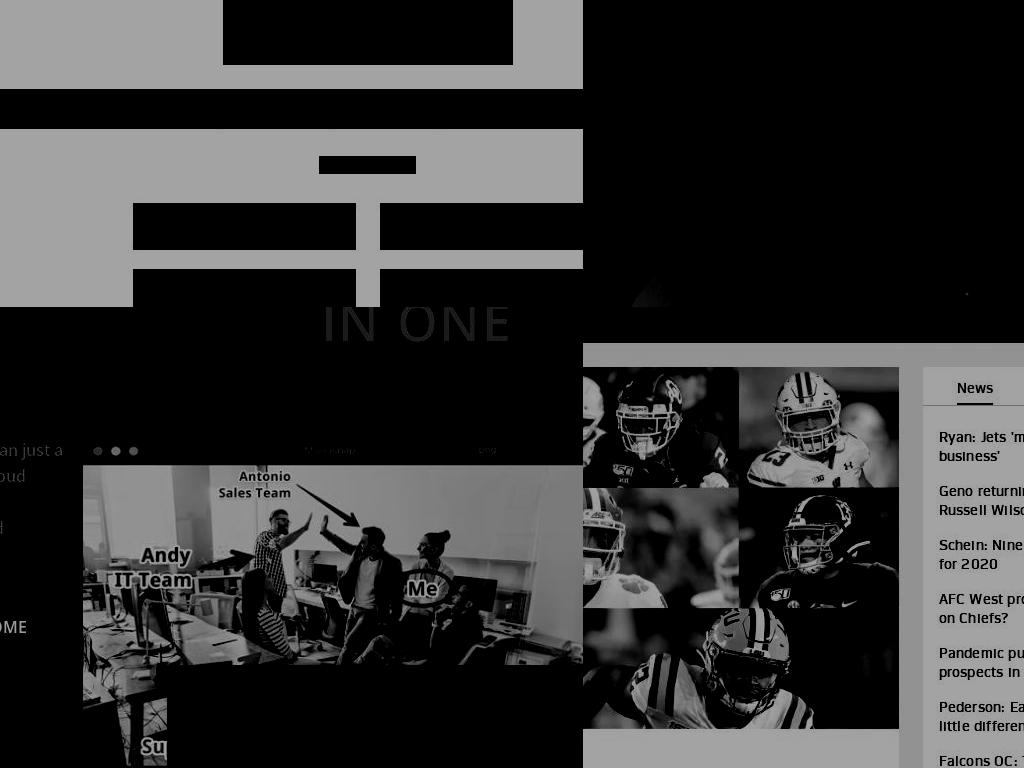 IN ONE
an just a
oud
OME
Antonio
Sales Team
Andy
IT Team
Me
Su
News
Ryan: Jets 'm
business'
Geno returni
Russell Wilso
Schein: Nine
for 2020
AFC West pro
on Chiefs?
Pandemic pu
prospects in
Pederson: Ea
little differen
Falcons OC: